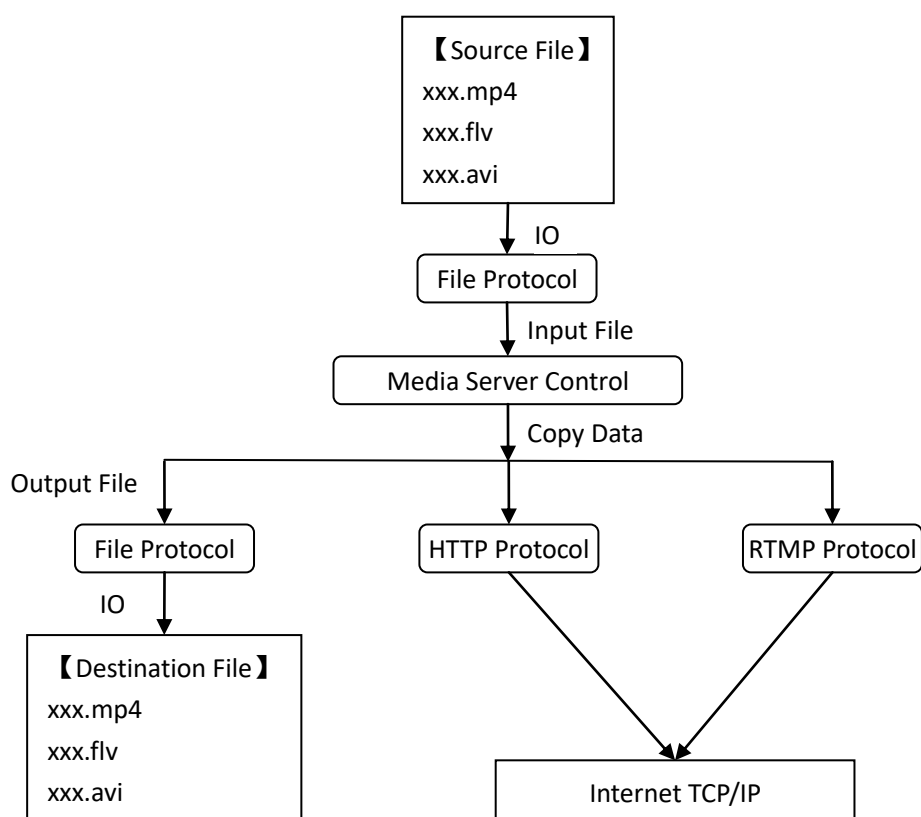 【Source File】
xxx.mp4
xxx.flv
xxx.avi
IO
File Protocol
Input File
Media Server Control
Copy Data
Output File
File Protocol
HTTP Protocol
RTMP Protocol
IO
【Destination File】
xxx.mp4
xxx.flv
xxx.avi
Internet TCP/IP